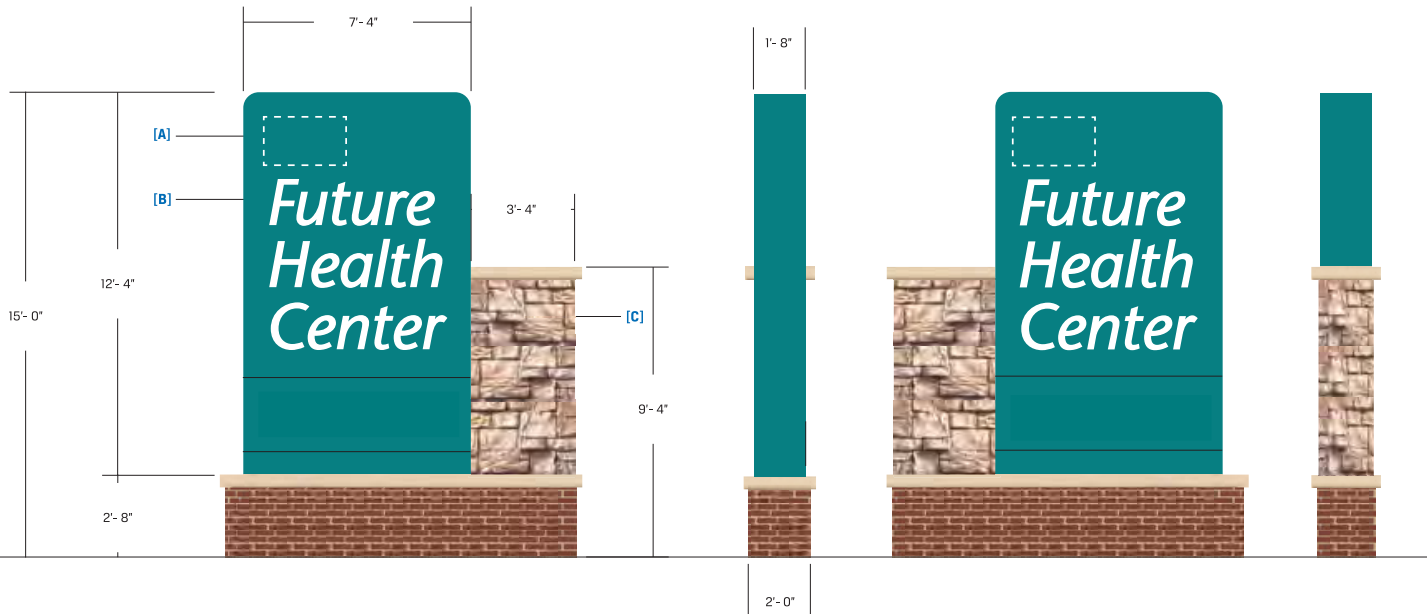 7'- 4"
1'- 8"
[A]
[B]
Future
Health
Center
3'- 4"
12'- 4"
15'- 0"
[C]
9'- 4"
2'- 8"
2'- 0"
Future
Health
Center